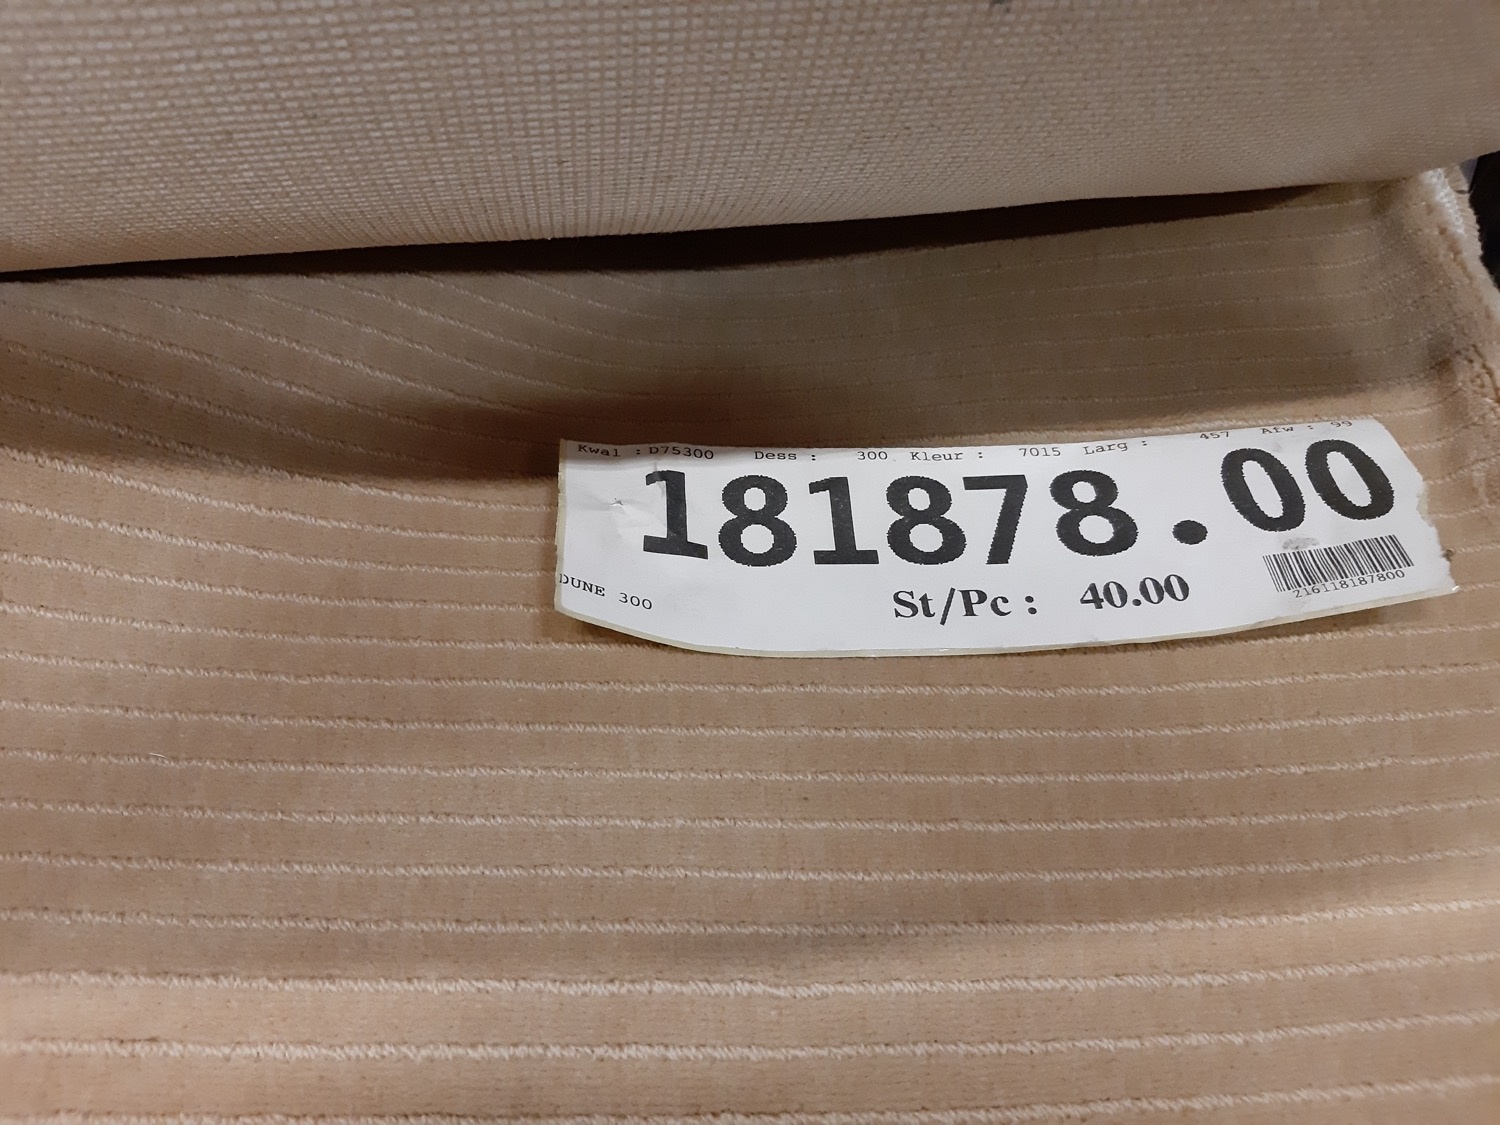 Kwal : D75300 Dess : 300 Kleur : 7015 Larg : 457 Afw : 99
181878.00
DUNE 300 St/Pc : 40.00
216118187800